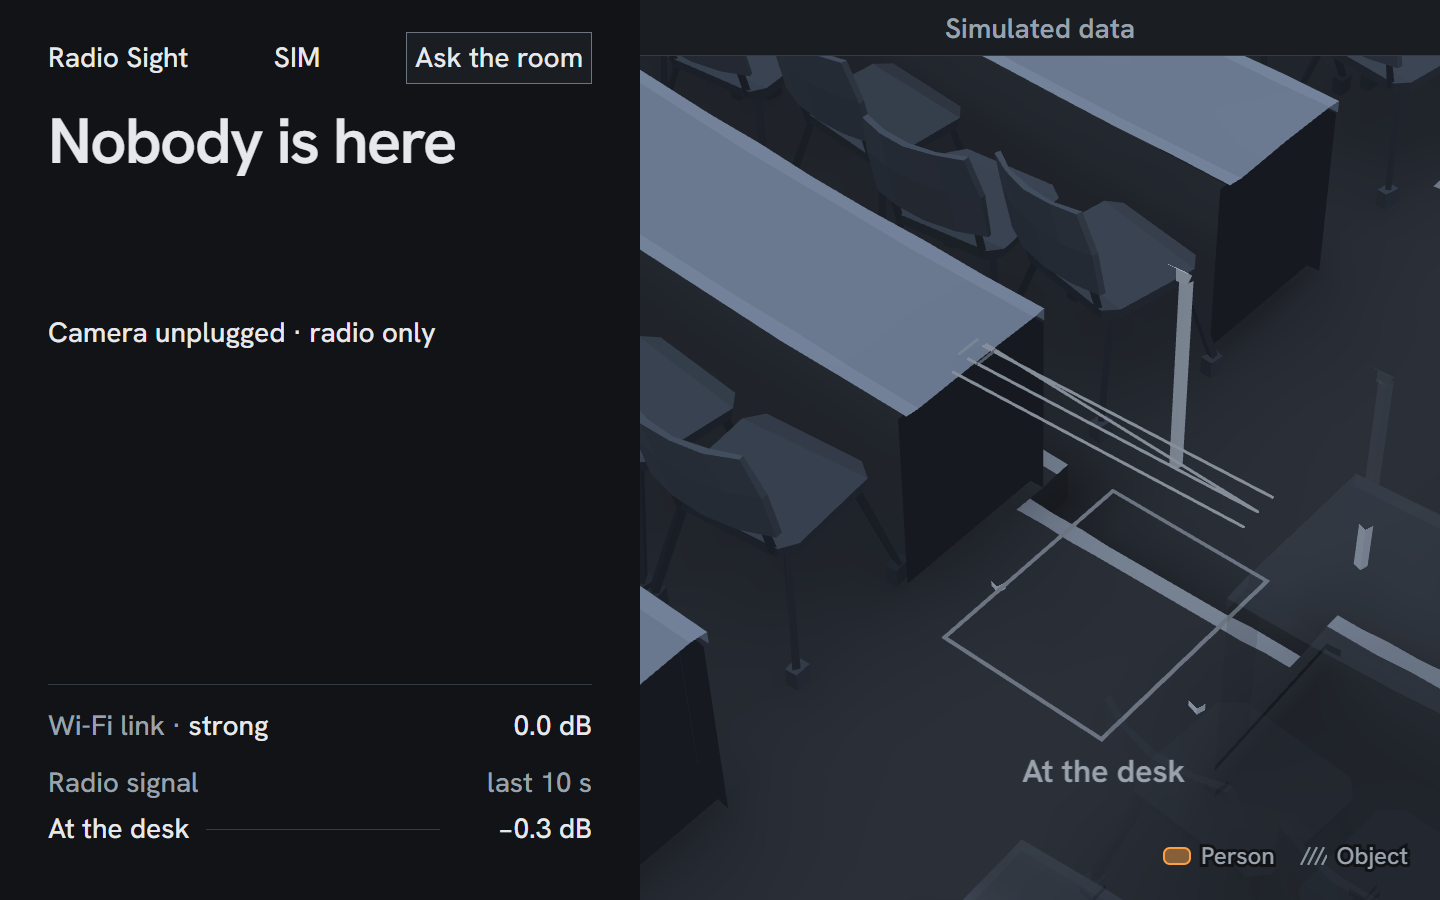 Radio Sight
SIM
Ask the room
Nobody is here
Camera unplugged · radio only
Wi-Fi link · strong
0.0 dB
Radio signal
last 10 s
At the desk
−0.3 dB
Simulated data
At the desk
Person
Object